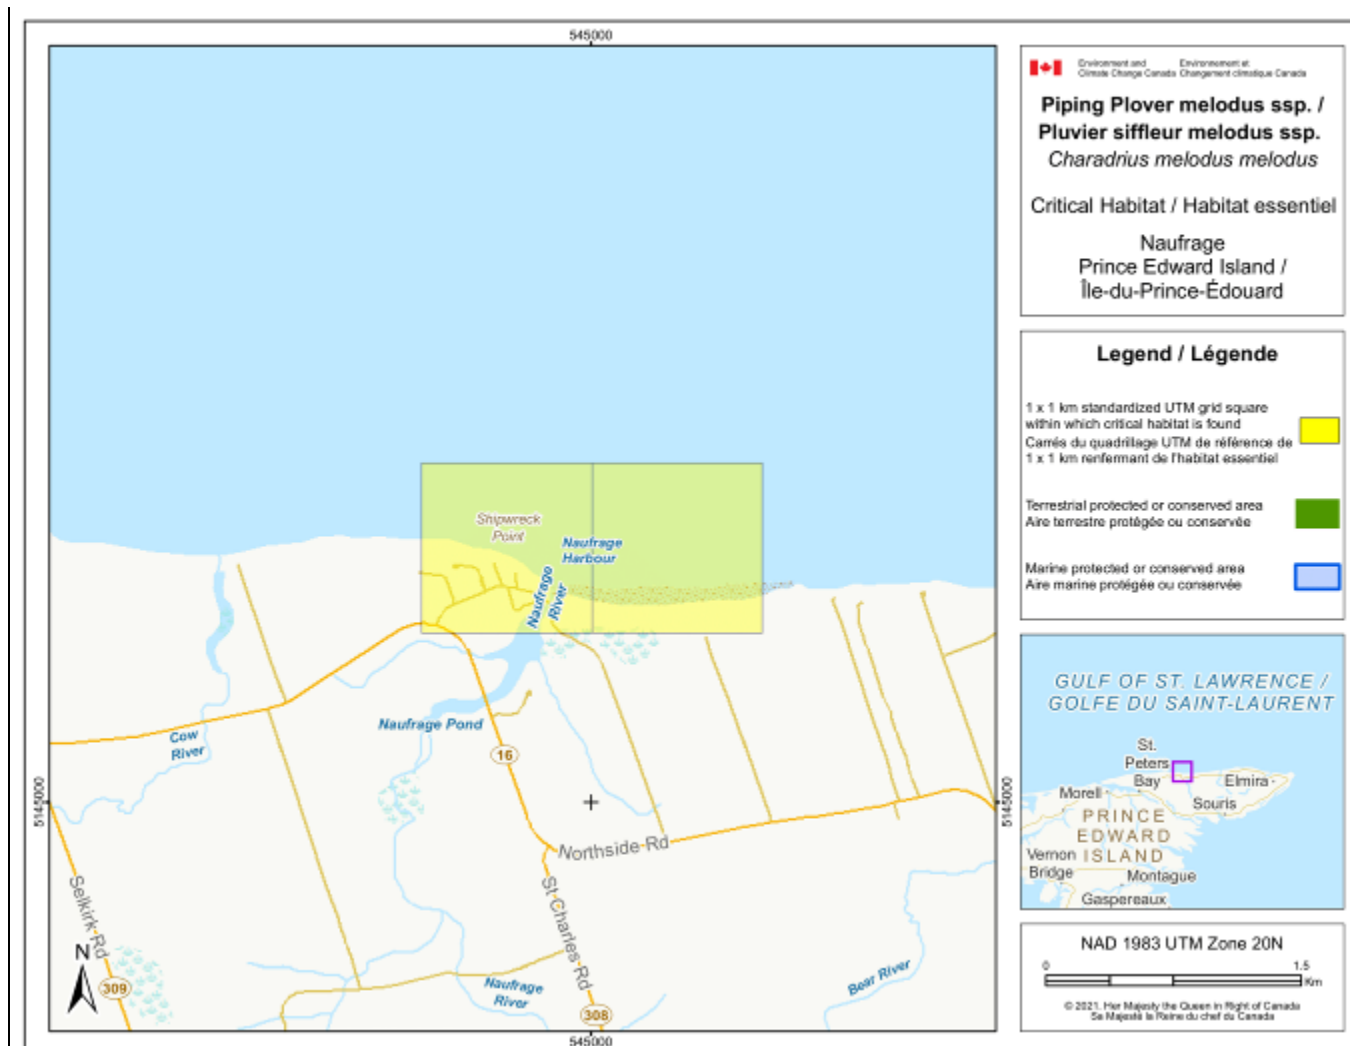 545000
5145000
Shipwreck
Point
Naufrage
Harbour
Naufrage
River
Naufrage Pond
Cow
River
16
5145000
Northside Rd
Selkirk Rd
St Charles Rd
N
309
Naufrage
River
Bear River
308
545000
Environment and
Climate Change Canada
Environnement et
Changement climatique Canada
Piping Plover melodus ssp. /
Pluvier siffleur melodus ssp.
Charadrius melodus melodus
Critical Habitat / Habitat essentiel
Naufrage
Prince Edward Island /
Île-du-Prince-Édouard
Legend / Légende
1 x 1 km standardized UTM grid square
within which critical habitat is found
Carrés du quadrillage UTM de référence de
1 x 1 km renfermant de l'habitat essentiel
Terrestrial protected or conserved area
Aire terrestre protégée ou conservée
Marine protected or conserved area
Aire marine protégée ou conservée
GULF OF ST. LAWRENCE /
GOLFE DU SAINT-LAURENT
St.
Peters
Bay
Elmira
Morell
Souris
PRINCE
EDWARD
ISLAND
Vernon
Bridge
Montague
Gaspereaux
NAD 1983 UTM Zone 20N
0 1.5
Km
© 2021. Her Majesty the Queen in Right of Canada
Sa Majesté la Reine du chef du Canada